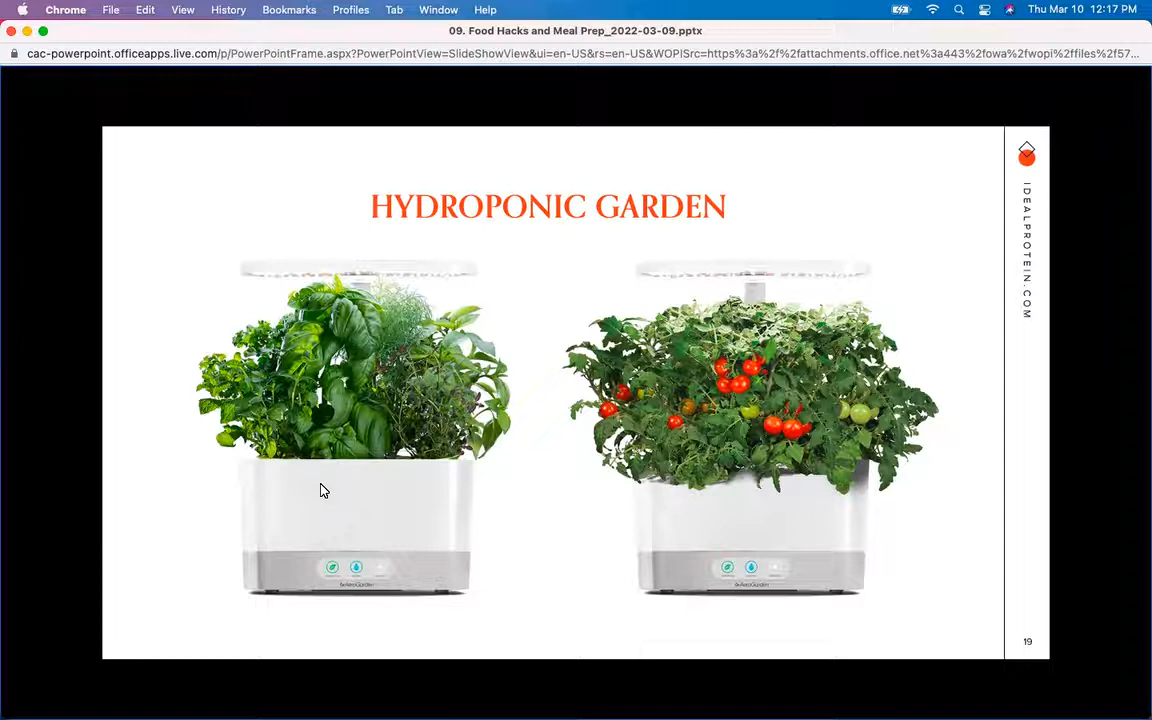 Chrome File Edit View History Bookmarks Profiles Tab Window Help Thu Mar 10 12:17 PM
09. Food Hacks and Meal Prep_2022-03-09.pptx
cac-powerpoint.officeapps.live.com/p/PowerPointFrame.aspx?PowerPointView=SlideShowView&ui=en-US&rs=en-US&WOPISrc=https%3a%2f%2fattachments.office.net%3a443%2fowa%2fwopi%2ffiles%2f57...
HYDROPONIC GARDEN
IDEALPROTEIN.COM
AeroGarden
AeroGarden
19